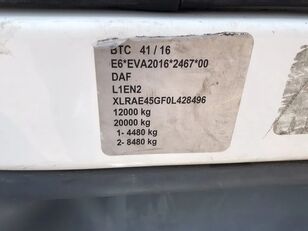 BTC 41 / 16
E6*EVA2016*2467*00
DAF
L1EN2
XLRAE45GF0L428496
12000 kg
20000 kg
1- 4480 kg
2- 8480 kg